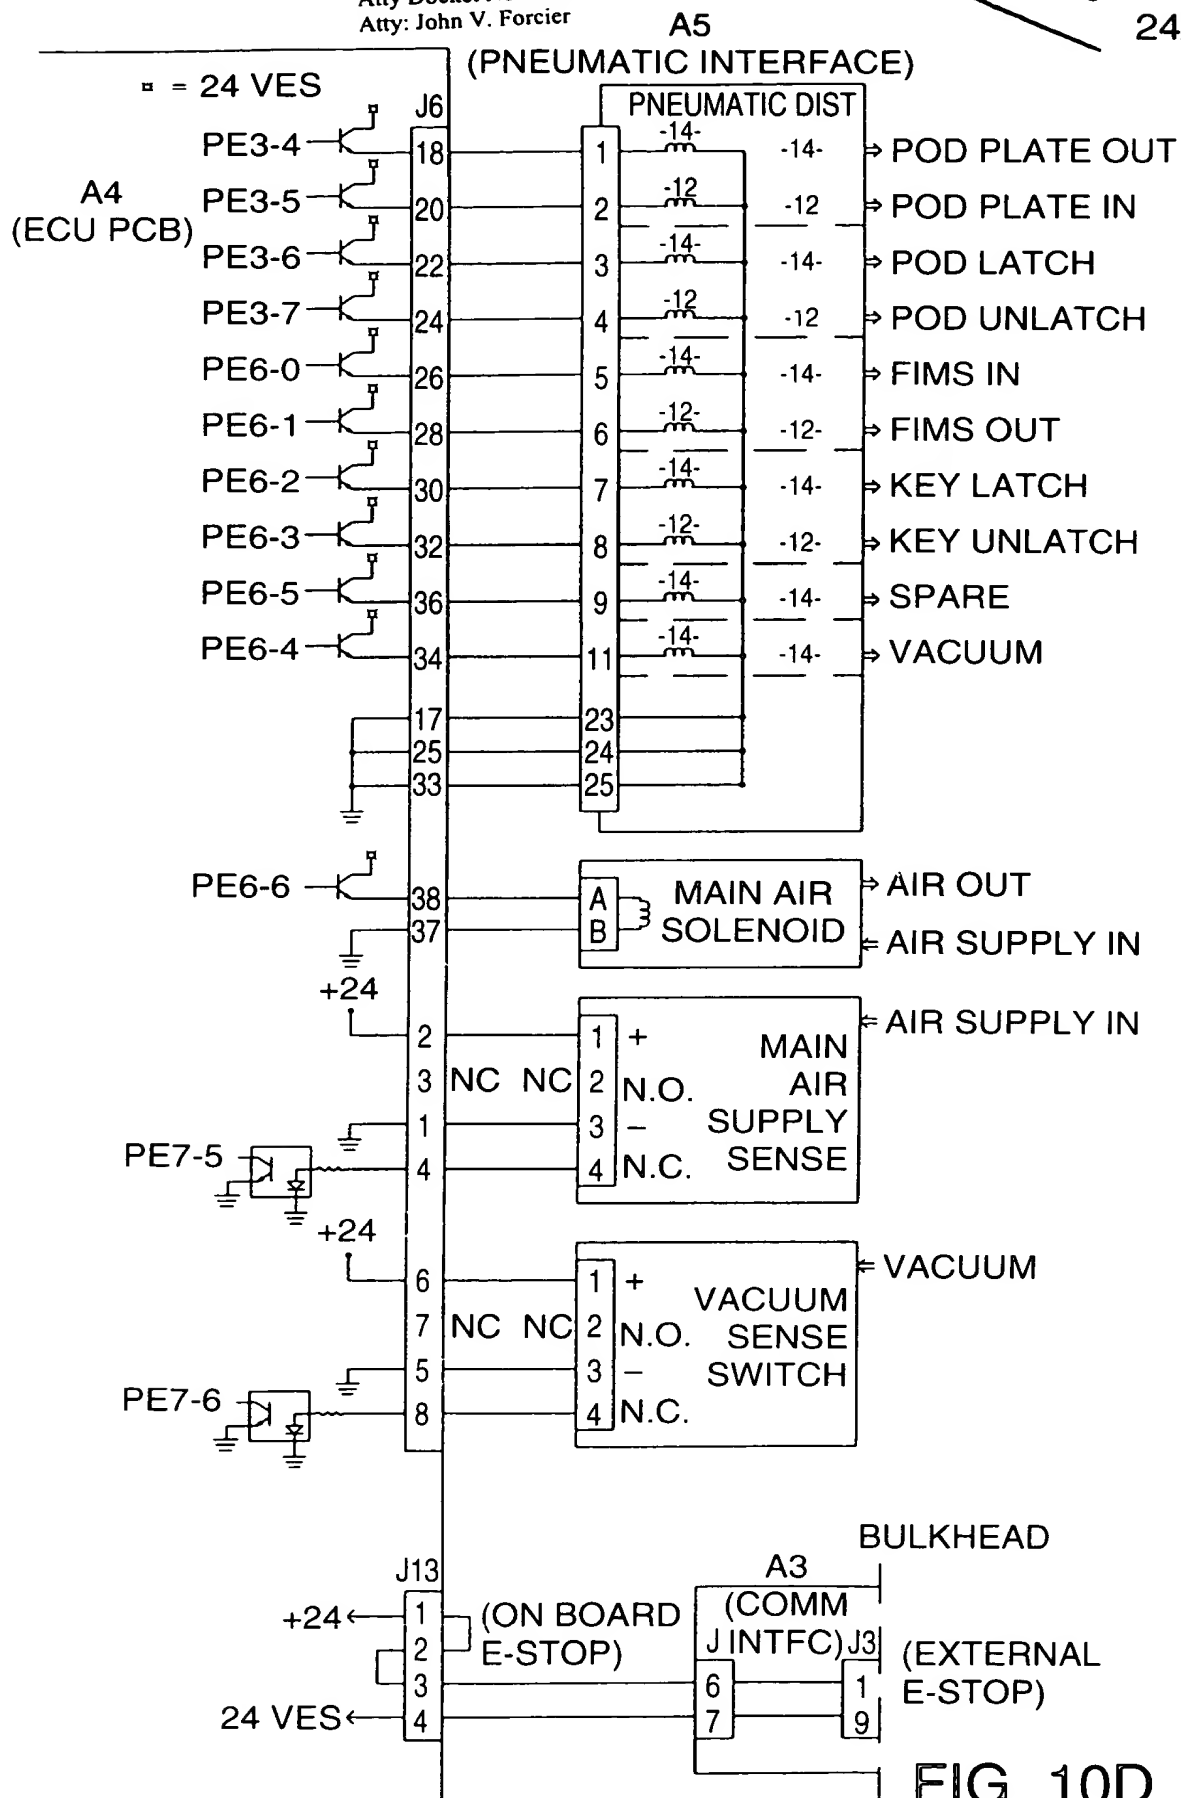 Atty: John V. Forcier
24
A5
(PNEUMATIC INTERFACE)
¤ = 24 VES
J6
PNEUMATIC DIST
A4
(ECU PCB)
PE3-4 18 1 -14- -14- POD PLATE OUT
PE3-5 20 2 -12 -12 POD PLATE IN
PE3-6 22 3 -14- -14- POD LATCH
PE3-7 24 4 -12 -12 POD UNLATCH
PE6-0 26 5 -14- -14- FIMS IN
PE6-1 28 6 -12- -12- FIMS OUT
PE6-2 30 7 -14- -14- KEY LATCH
PE6-3 32 8 -12- -12- KEY UNLATCH
PE6-5 36 9 -14- -14- SPARE
PE6-4 34 11 -14- -14- VACUUM
17 23
25 24
33 25
PE6-6 38 A MAIN AIR AIR OUT
37 B SOLENOID AIR SUPPLY IN
+24
2 1 + MAIN AIR SUPPLY IN
3 NC NC 2 N.O. AIR
1 3 – SUPPLY
PE7-5 4 4 N.C. SENSE
+24
6 1 + VACUUM VACUUM
7 NC NC 2 N.O. SENSE
5 3 – SWITCH
PE7-6 8 4 N.C.
BULKHEAD
J13
A3
+24 1 (ON BOARD (COMM
2 E-STOP) J INTFC) J3 (EXTERNAL
3 6 1 E-STOP)
24 VES 4 7 9
FIG 10D